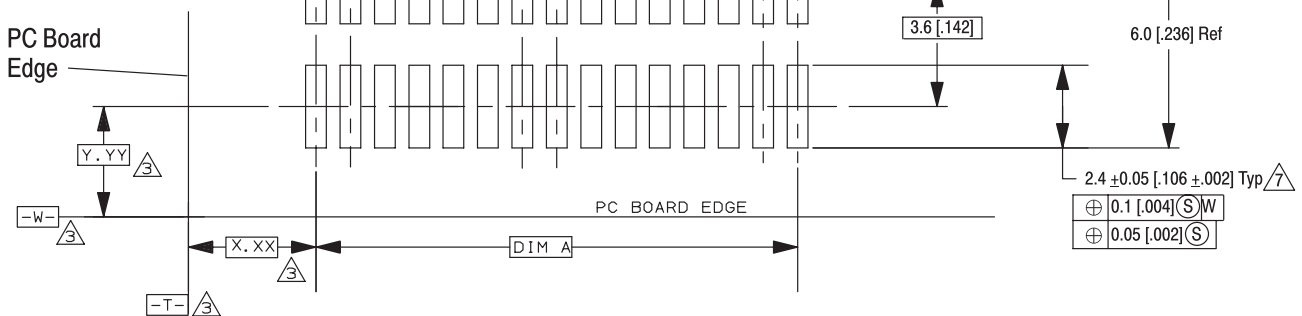 PC Board
Edge
3.6 [.142]
6.0 [.236] Ref
Y.YY 3
2.4 ±0.05 [.106 ±.002] Typ 7
-W- 3
PC BOARD EDGE
⌖ 0.1 [.004] Ⓢ W
⌖ 0.05 [.002] Ⓢ
X.XX 3
DIM A
-T- 3